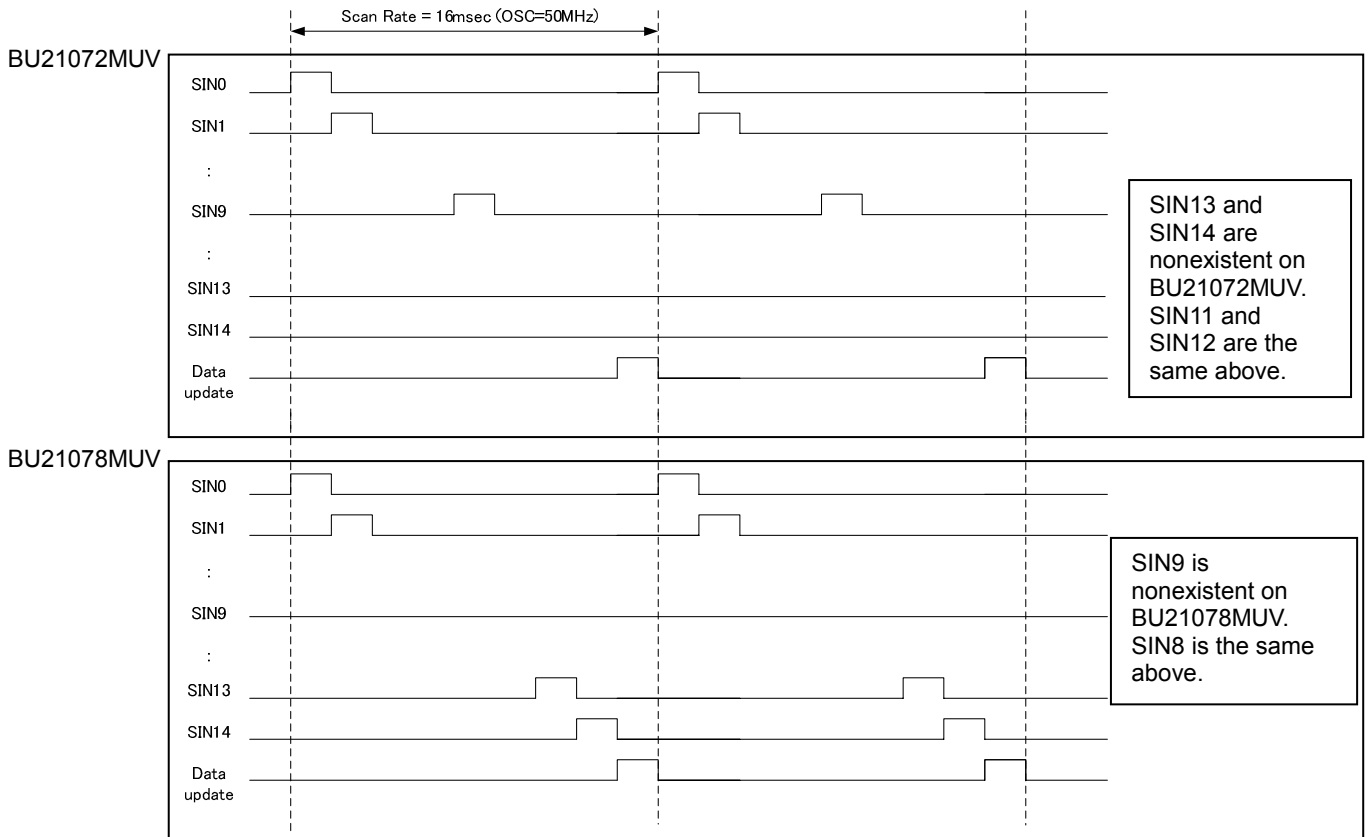 Scan Rate = 16msec (OSC=50MHz)
BU21072MUV
SIN0
SIN1
:
SIN9
:
SIN13
SIN14
Data
update
SIN13 and
SIN14 are
nonexistent on
BU21072MUV.
SIN11 and
SIN12 are the
same above.
BU21078MUV
SIN0
SIN1
:
SIN9
:
SIN13
SIN14
Data
update
SIN9 is
nonexistent on
BU21078MUV.
SIN8 is the same
above.